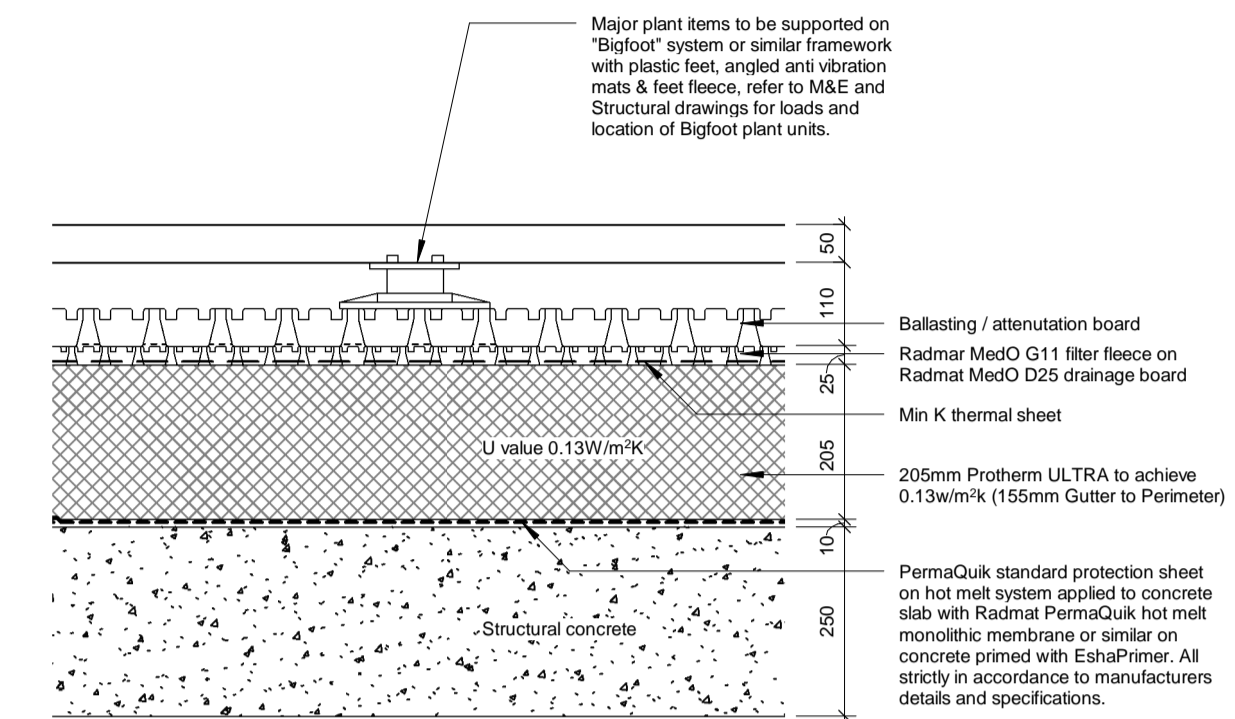 Major plant items to be supported on
"Bigfoot" system or similar framework
with plastic feet, angled anti vibration
mats & feet fleece, refer to M&E and
Structural drawings for loads and
location of Bigfoot plant units.
50
110
Ballasting / attenutation board
Radmar MedO G11 filter fleece on
Radmat MedO D25 drainage board
25
Min K thermal sheet
U value 0.13W/m²K
205
205mm Protherm ULTRA to achieve
0.13w/m²k (155mm Gutter to Perimeter)
10
PermaQuik standard protection sheet
on hot melt system applied to concrete
slab with Radmat PermaQuik hot melt
monolithic membrane or similar on
concrete primed with EshaPrimer. All
strictly in accordance to manufacturers
details and specifications.
250
Structural concrete